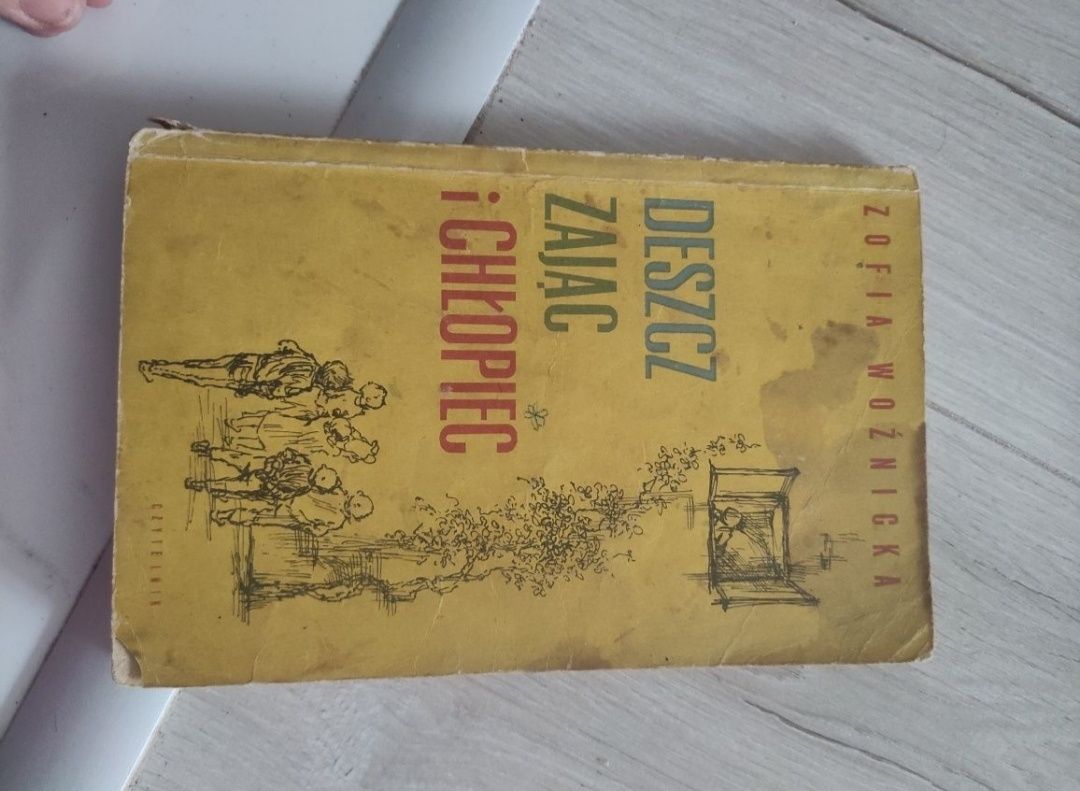 ZOFIA WOŹNICKA
DESZCZ
ZAJĄC
i CHŁOPIEC
CZYTELNIK